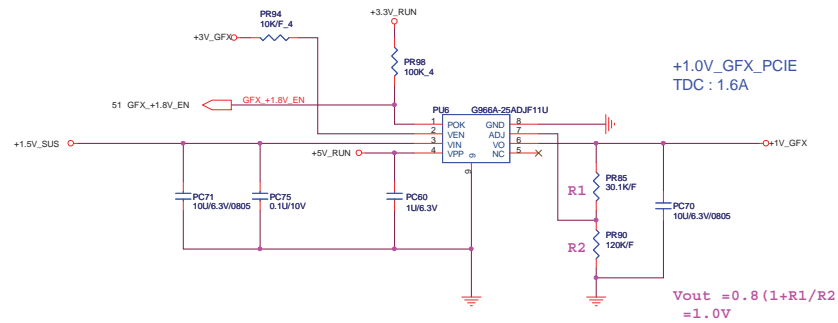 PR94
10K/F_4
+3V_GFX
+3.3V_RUN
PR98
100K_4
+1.0V_GFX_PCIE
TDC : 1.6A
51 GFX_+1.8V_EN
GFX_+1.8V_EN
PU6
G966A-25ADJF11U
1 POK GND 8
2 VEN ADJ 7
3 VIN VO 6
4 VPP NC 5
9
9
+1.5V_SUS
+5V_RUN
+1V_GFX
PC71
10U/6.3V/0805
PC75
0.1U/10V
PC60
1U/6.3V
R1
PR85
30.1K/F
PC70
10U/6.3V/0805
R2
PR90
120K/F
Vout =0.8(1+R1/R2
=1.0V